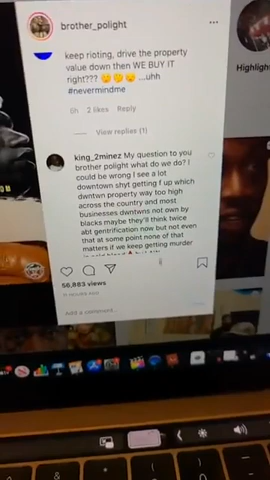 brother_polight
...
Highligh
keep rioting, drive the property
value down then WE BUY IT
right??? 🤔🤔😉 ...uhh
#nevermindme
6h 2 likes Reply
View replies (1)
king_2minez My question to you
brother polight what do we do? I
could be wrong I see a lot
downtown shyt getting f up which
dwntwn property way too high
across the country and most
businesses dwntwns not own by
blacks maybe they'll think twice
abt gentrification now but not even
that at some point none of that
matters if we keep getting murder
56,883 views
11 HOURS AGO
Add a comment...